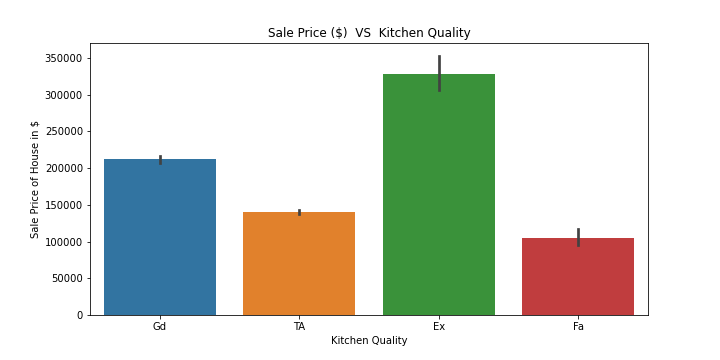 Sale Price ($)  VS  Kitchen Quality
350000
300000
250000
200000
150000
100000
50000
0
Sale Price of House in $
Gd TA Ex Fa
Kitchen Quality